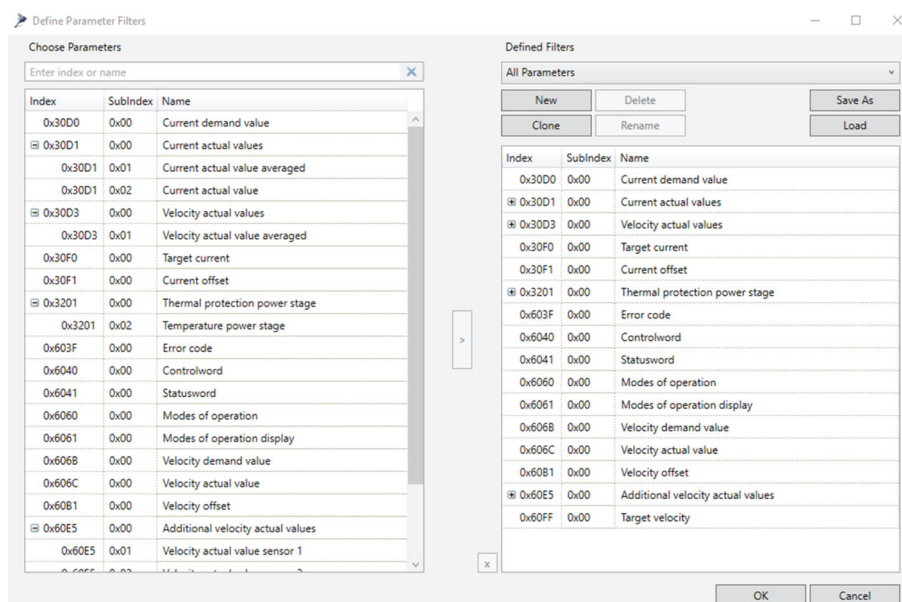 Define Parameter Filters
Choose Parameters
Enter index or name
Index SubIndex Name
0x30D0 0x00 Current demand value
0x30D1 0x00 Current actual values
0x30D1 0x01 Current actual value averaged
0x30D1 0x02 Current actual value
0x30D3 0x00 Velocity actual values
0x30D3 0x01 Velocity actual value averaged
0x30F0 0x00 Target current
0x30F1 0x00 Current offset
0x3201 0x00 Thermal protection power stage
0x3201 0x02 Temperature power stage
0x603F 0x00 Error code
0x6040 0x00 Controlword
0x6041 0x00 Statusword
0x6060 0x00 Modes of operation
0x6061 0x00 Modes of operation display
0x606B 0x00 Velocity demand value
0x606C 0x00 Velocity actual value
0x60B1 0x00 Velocity offset
0x60E5 0x00 Additional velocity actual values
0x60E5 0x01 Velocity actual value sensor 1
>
x
Defined Filters
All Parameters
New Delete Save As
Clone Rename Load
Index SubIndex Name
0x30D0 0x00 Current demand value
0x30D1 0x00 Current actual values
0x30D3 0x00 Velocity actual values
0x30F0 0x00 Target current
0x30F1 0x00 Current offset
0x3201 0x00 Thermal protection power stage
0x603F 0x00 Error code
0x6040 0x00 Controlword
0x6041 0x00 Statusword
0x6060 0x00 Modes of operation
0x6061 0x00 Modes of operation display
0x606B 0x00 Velocity demand value
0x606C 0x00 Velocity actual value
0x60B1 0x00 Velocity offset
0x60E5 0x00 Additional velocity actual values
0x60FF 0x00 Target velocity
OK Cancel